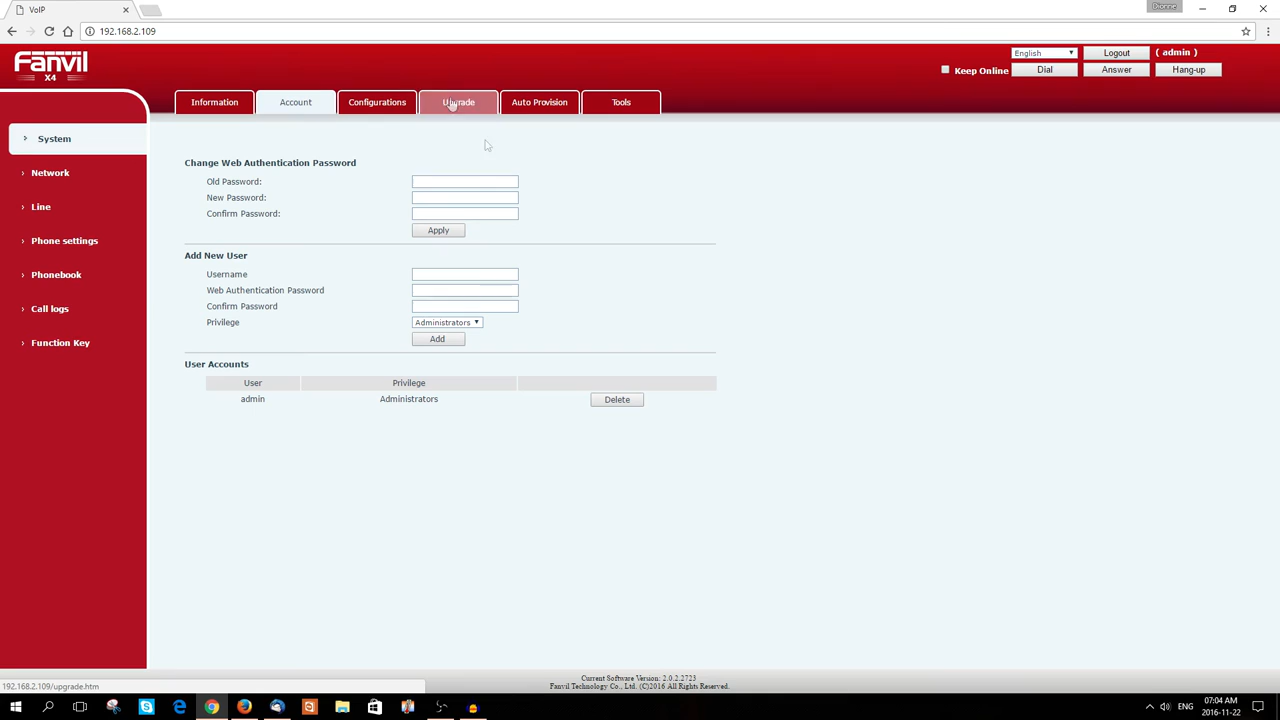 VoIP
Dionne
192.168.2.109
Fanvil
X4
English
Logout
( admin )
Keep Online
Dial
Answer
Hang-up
Information
Account
Configurations
Upgrade
Auto Provision
Tools
System
Network
Line
Phone settings
Phonebook
Call logs
Function Key
Change Web Authentication Password
Old Password:
New Password:
Confirm Password:
Apply
Add New User
Username
Web Authentication Password
Confirm Password
Privilege
Administrators
Add
User Accounts
User Privilege
admin Administrators Delete
Current Software Version: 2.0.2.2723
Fanvil Technology Co., Ltd. (C)2016 All Rights Reserved.
192.168.2.109/upgrade.htm
ENG
07:04 AM
2016-11-22